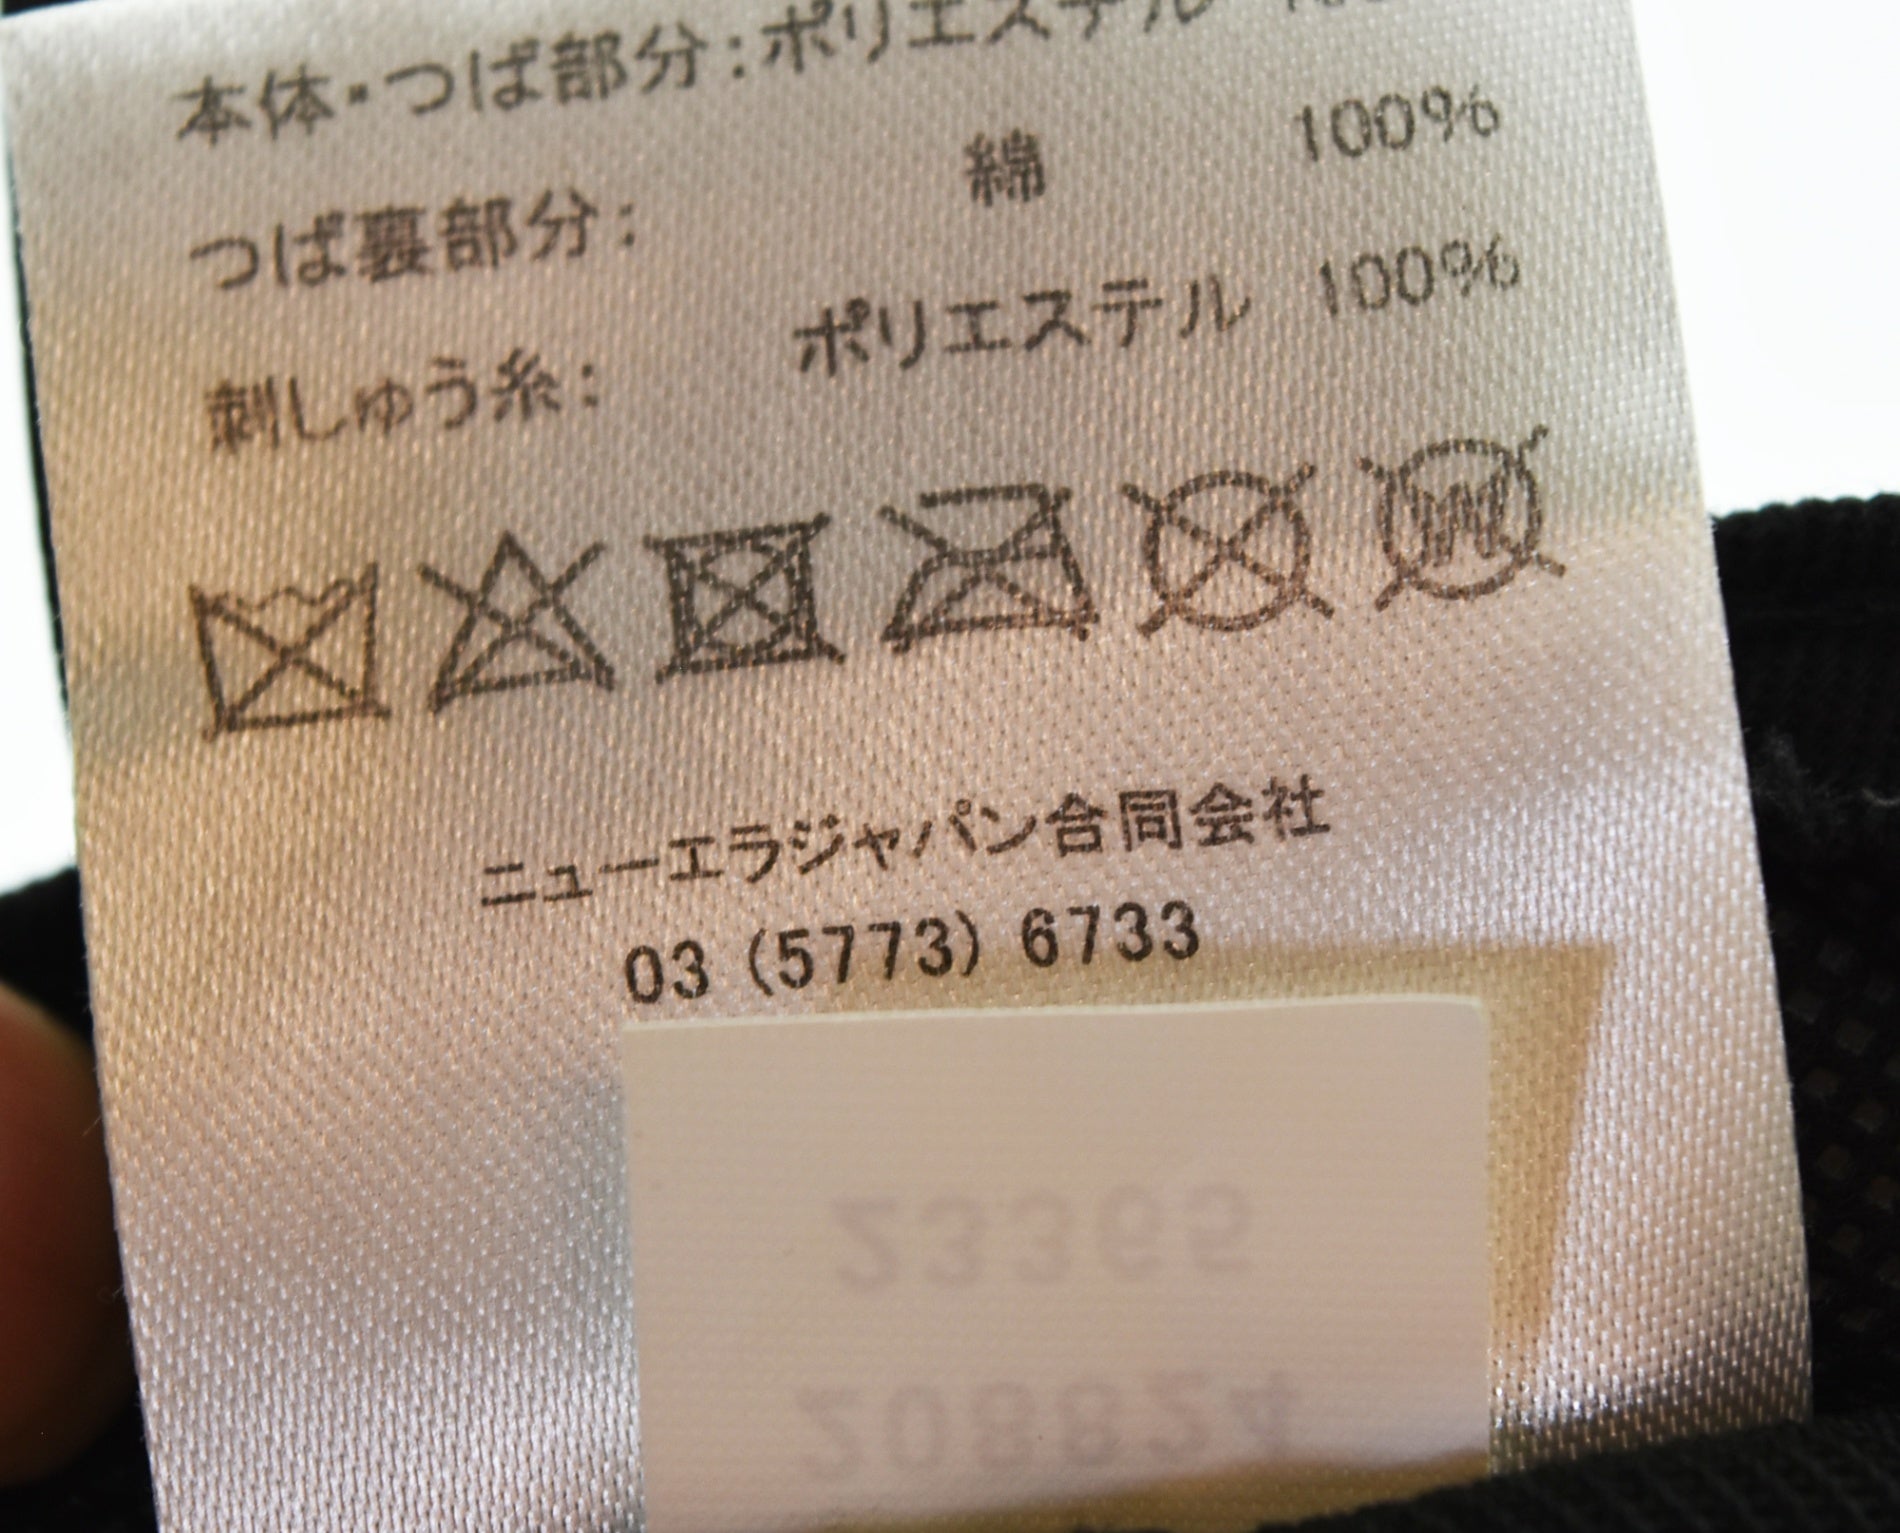 本体・つば部分:ポリエステル
つば裏部分: 綿 100%
刺しゅう糸: ポリエステル 100%
W
ニューエラジャパン合同会社
03 (5773) 6733
23365
208824